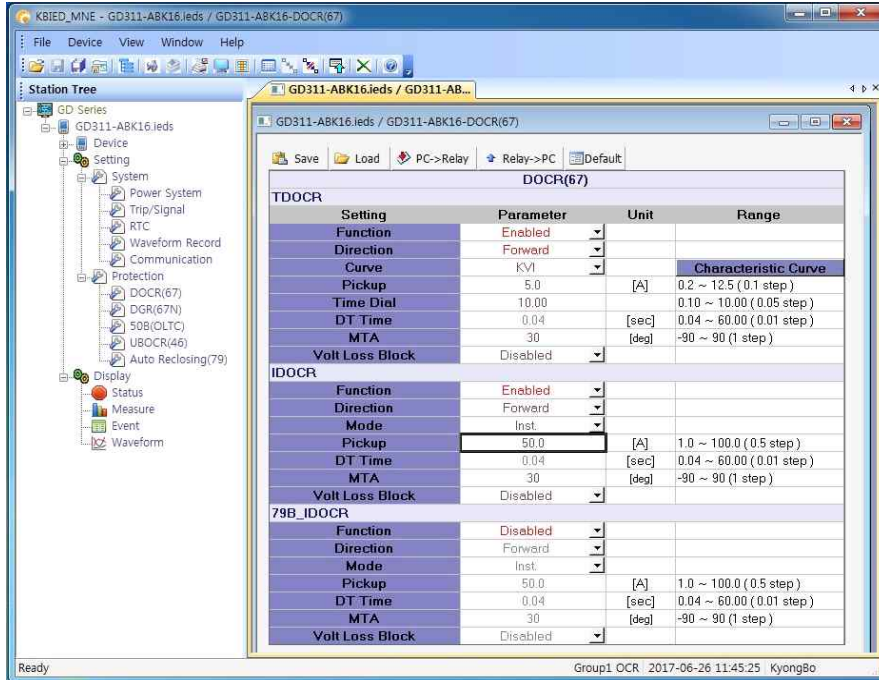 KBIED_MNE - GD311-ABK16.ieds / GD311-ABK16-DOCR(67)
File Device View Window Help
Station Tree
GD311-ABK16.ieds / GD311-AB...
GD Series
GD311-ABK16.ieds
Device
Setting
System
Power System
Trip/Signal
RTC
Waveform Record
Communication
Protection
DOCR(67)
DGR(67N)
50B(OLTC)
UBOCR(46)
Auto Reclosing(79)
Display
Status
Measure
Event
Waveform
GD311-ABK16.ieds / GD311-ABK16-DOCR(67)
Save Load PC->Relay Relay->PC Default
DOCR(67)
TDOCR
Setting Parameter Unit Range
Function Enabled
Direction Forward
Curve KVI Characteristic Curve
Pickup 5.0 [A] 0.2 ~ 12.5 ( 0.1 step )
Time Dial 10.00 0.10 ~ 10.00 ( 0.05 step )
DT Time 0.04 [sec] 0.04 ~ 60.00 ( 0.01 step )
MTA 30 [deg] -90 ~ 90 (1 step )
Volt Loss Block Disabled
IDOCR
Function Enabled
Direction Forward
Mode Inst.
Pickup 50.0 [A] 1.0 ~ 100.0 ( 0.5 step )
DT Time 0.04 [sec] 0.04 ~ 60.00 ( 0.01 step )
MTA 30 [deg] -90 ~ 90 (1 step )
Volt Loss Block Disabled
79B_IDOCR
Function Disabled
Direction Forward
Mode Inst.
Pickup 50.0 [A] 1.0 ~ 100.0 ( 0.5 step )
DT Time 0.04 [sec] 0.04 ~ 60.00 ( 0.01 step )
MTA 30 [deg] -90 ~ 90 (1 step )
Volt Loss Block Disabled
Ready Group1 OCR 2017-06-26 11:45:25 KyongBo